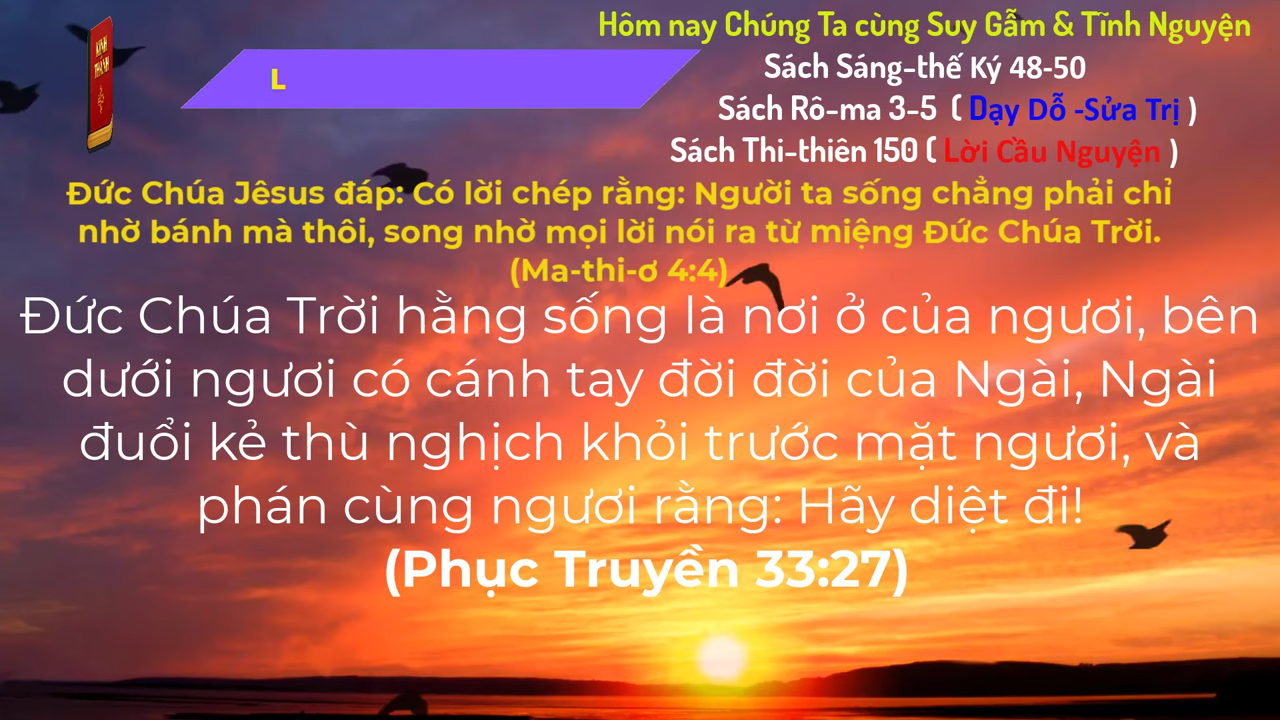 Hôm nay Chúng Ta cùng Suy Gẫm & Tĩnh Nguyện
Sách Sáng-thế Ký 48-50
Sách Rô-ma 3-5 ( Dạy Dỗ -Sửa Trị )
Sách Thi-thiên 150 ( Lời Cầu Nguyện )
KINH
THÁNH
L
Đức Chúa Jêsus đáp: Có lời chép rằng: Người ta sống chẳng phải chỉ
nhờ bánh mà thôi, song nhờ mọi lời nói ra từ miệng Đức Chúa Trời.
(Ma-thi-ơ 4:4)
Đức Chúa Trời hằng sống là nơi ở của ngươi, bên
dưới ngươi có cánh tay đời đời của Ngài, Ngài
đuổi kẻ thù nghịch khỏi trước mặt ngươi, và
phán cùng ngươi rằng: Hãy diệt đi!
(Phục Truyền 33:27)